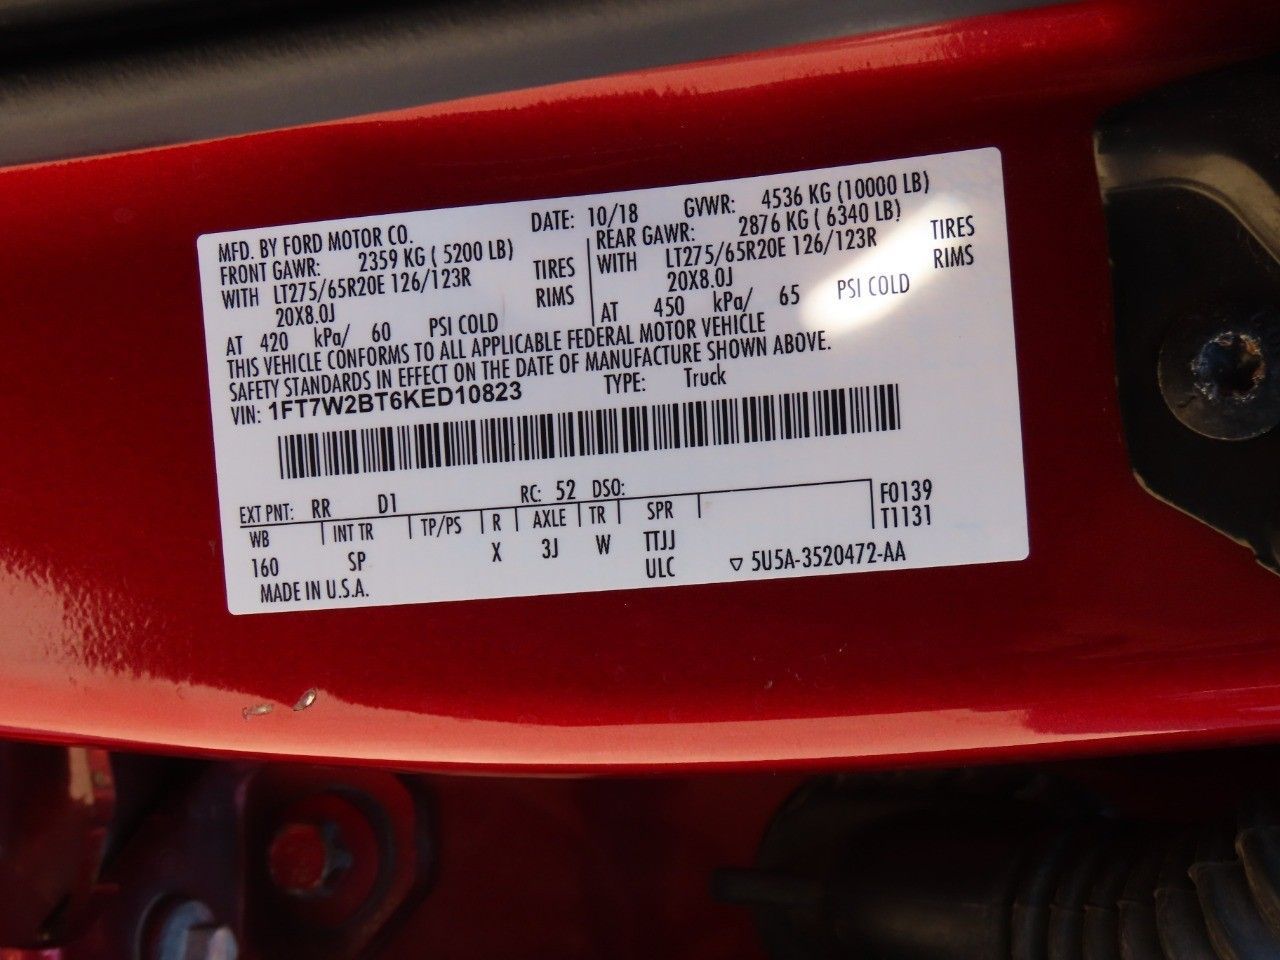 MFD. BY FORD MOTOR CO. DATE: 10/18 GVWR: 4536 KG (10000 LB)
FRONT GAWR: 2359 KG ( 5200 LB) REAR GAWR: 2876 KG ( 6340 LB)
WITH LT275/65R20E 126/123R TIRES WITH LT275/65R20E 126/123R TIRES
20X8.0J RIMS 20X8.0J RIMS
AT 420 kPa/ 60 PSI COLD AT 450 kPa/ 65 PSI COLD
THIS VEHICLE CONFORMS TO ALL APPLICABLE FEDERAL MOTOR VEHICLE
SAFETY STANDARDS IN EFFECT ON THE DATE OF MANUFACTURE SHOWN ABOVE.
VIN: 1FT7W2BT6KED10823 TYPE: Truck
EXT PNT: RR D1 RC: 52 DSO: F0139
WB INT TR TP/PS R AXLE TR SPR T1131
160 SP X 3J W TTJJ
ULC ▽ 5U5A-3520472-AA
MADE IN U.S.A.